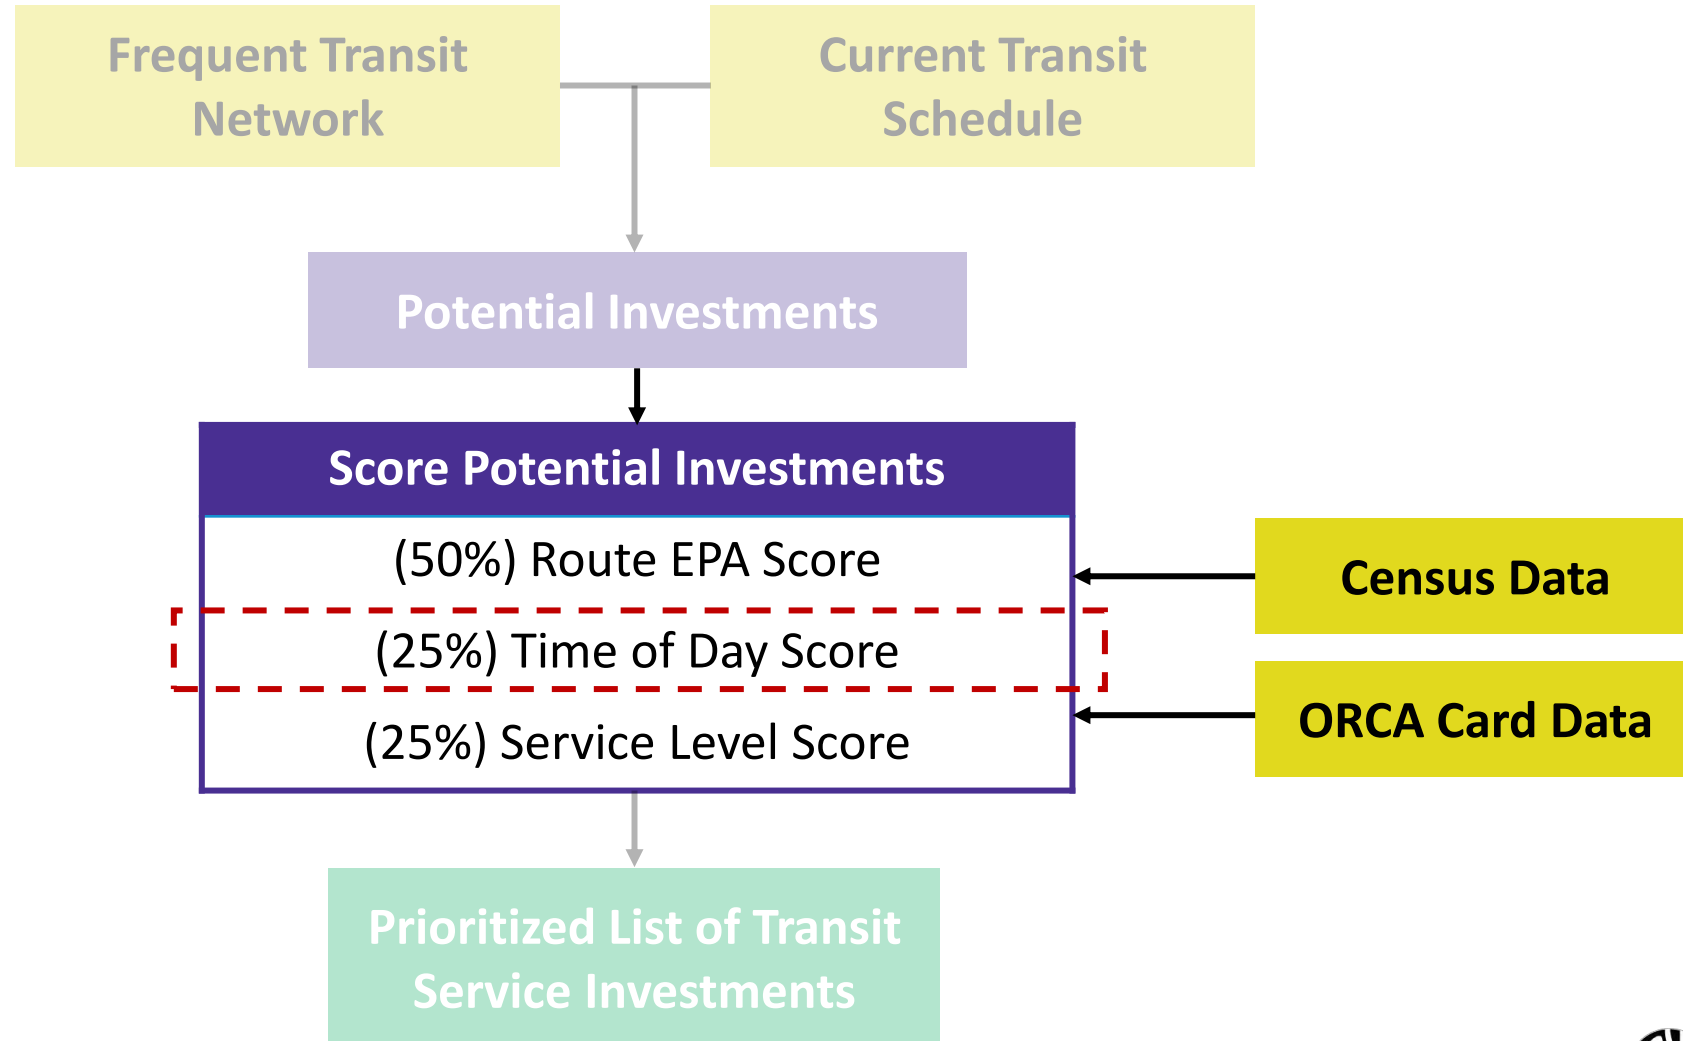 Frequent Transit
Network
Current Transit
Schedule
Potential Investments
Score Potential Investments
(50%) Route EPA Score
(25%) Time of Day Score
(25%) Service Level Score
Census Data
ORCA Card Data
Prioritized List of Transit
Service Investments